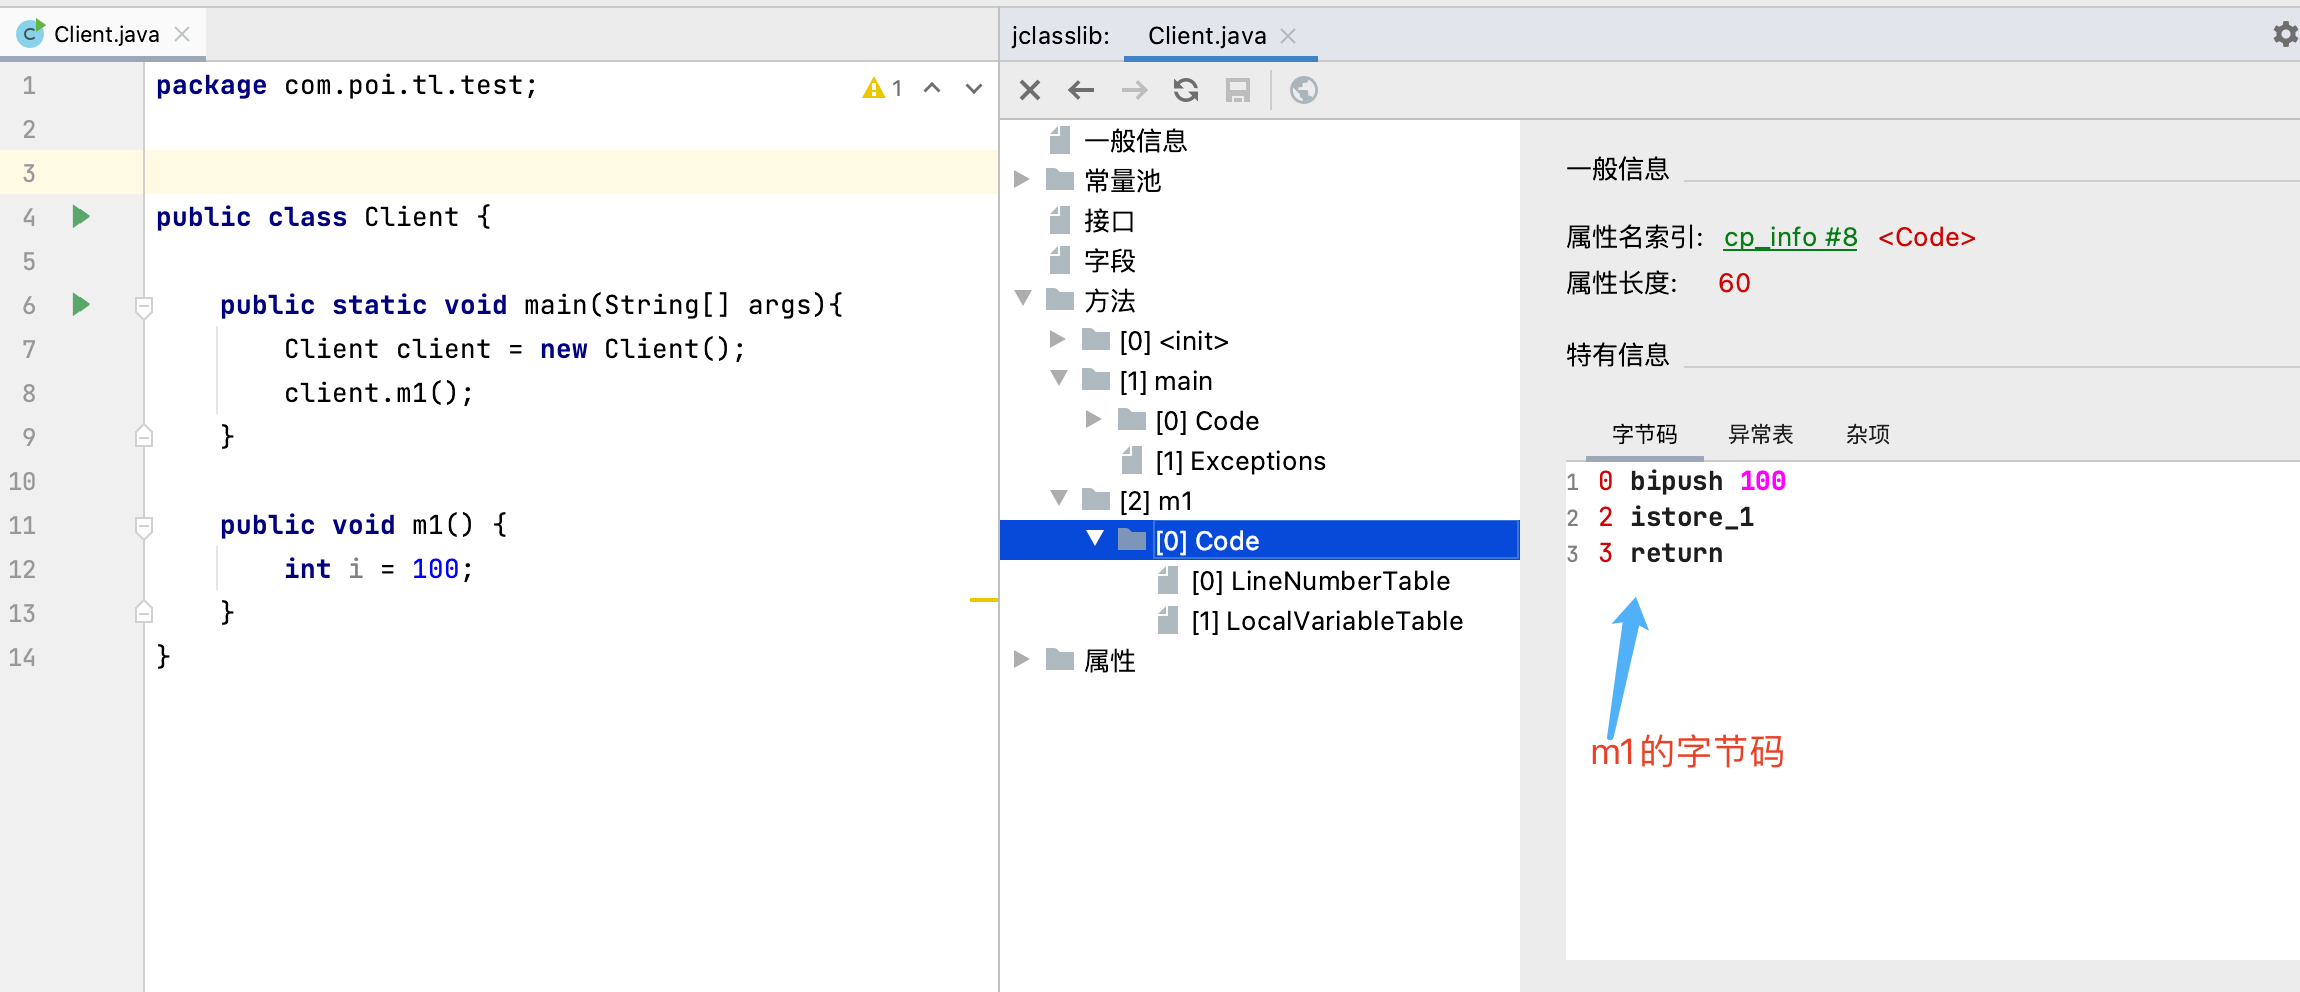 Client.java
1 package com.poi.tl.test;
1
2
3
4 public class Client {
5
6 public static void main(String[] args){
7 Client client = new Client();
8 client.m1();
9 }
10
11 public void m1() {
12 int i = 100;
13 }
14 }
jclasslib: Client.java
一般信息
常量池
接口
字段
方法
[0] <init>
[1] main
[0] Code
[1] Exceptions
[2] m1
[0] Code
[0] LineNumberTable
[1] LocalVariableTable
属性
一般信息
属性名索引: cp_info #8 <Code>
属性长度: 60
特有信息
字节码 异常表 杂项
1 0 bipush 100
2 2 istore_1
3 3 return
m1的字节码